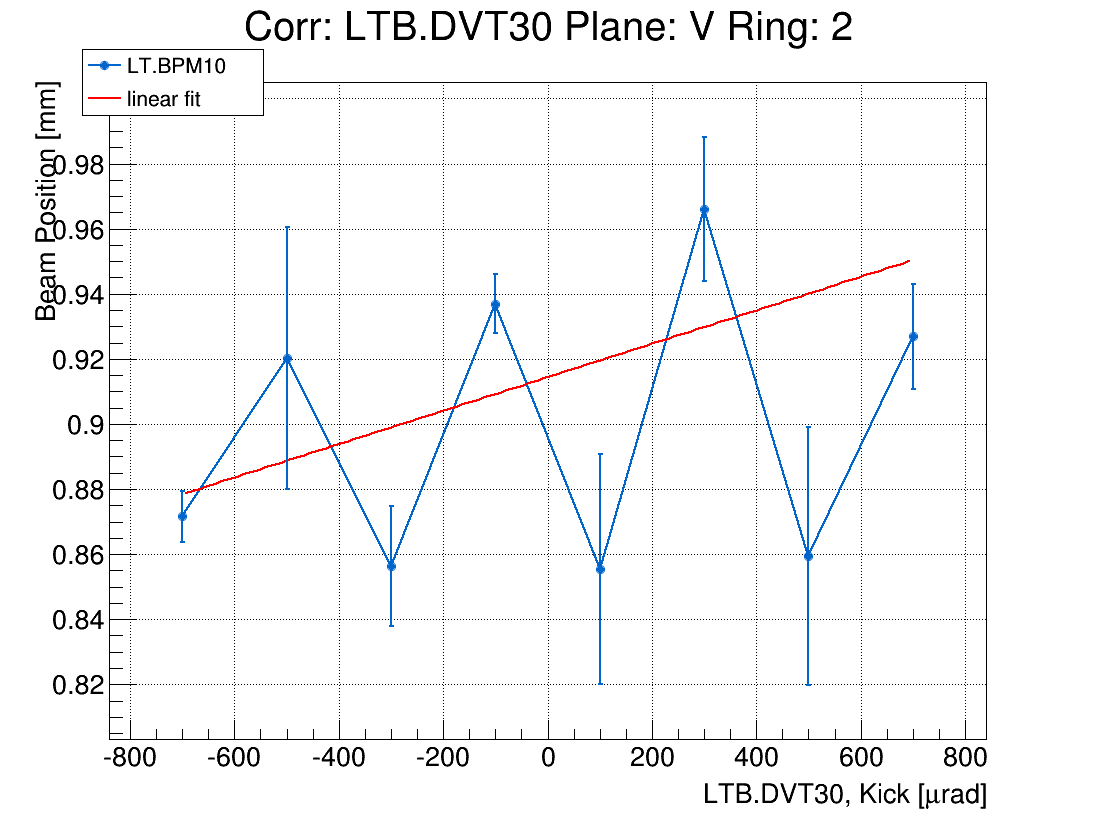 Corr: LTB.DVT30 Plane: V Ring: 2
LT.BPM10
linear fit
Beam Position [mm]
0.98
0.96
0.94
0.92
0.9
0.88
0.86
0.84
0.82
-800 -600 -400 -200 0 200 400 600 800
LTB.DVT30, Kick [μrad]